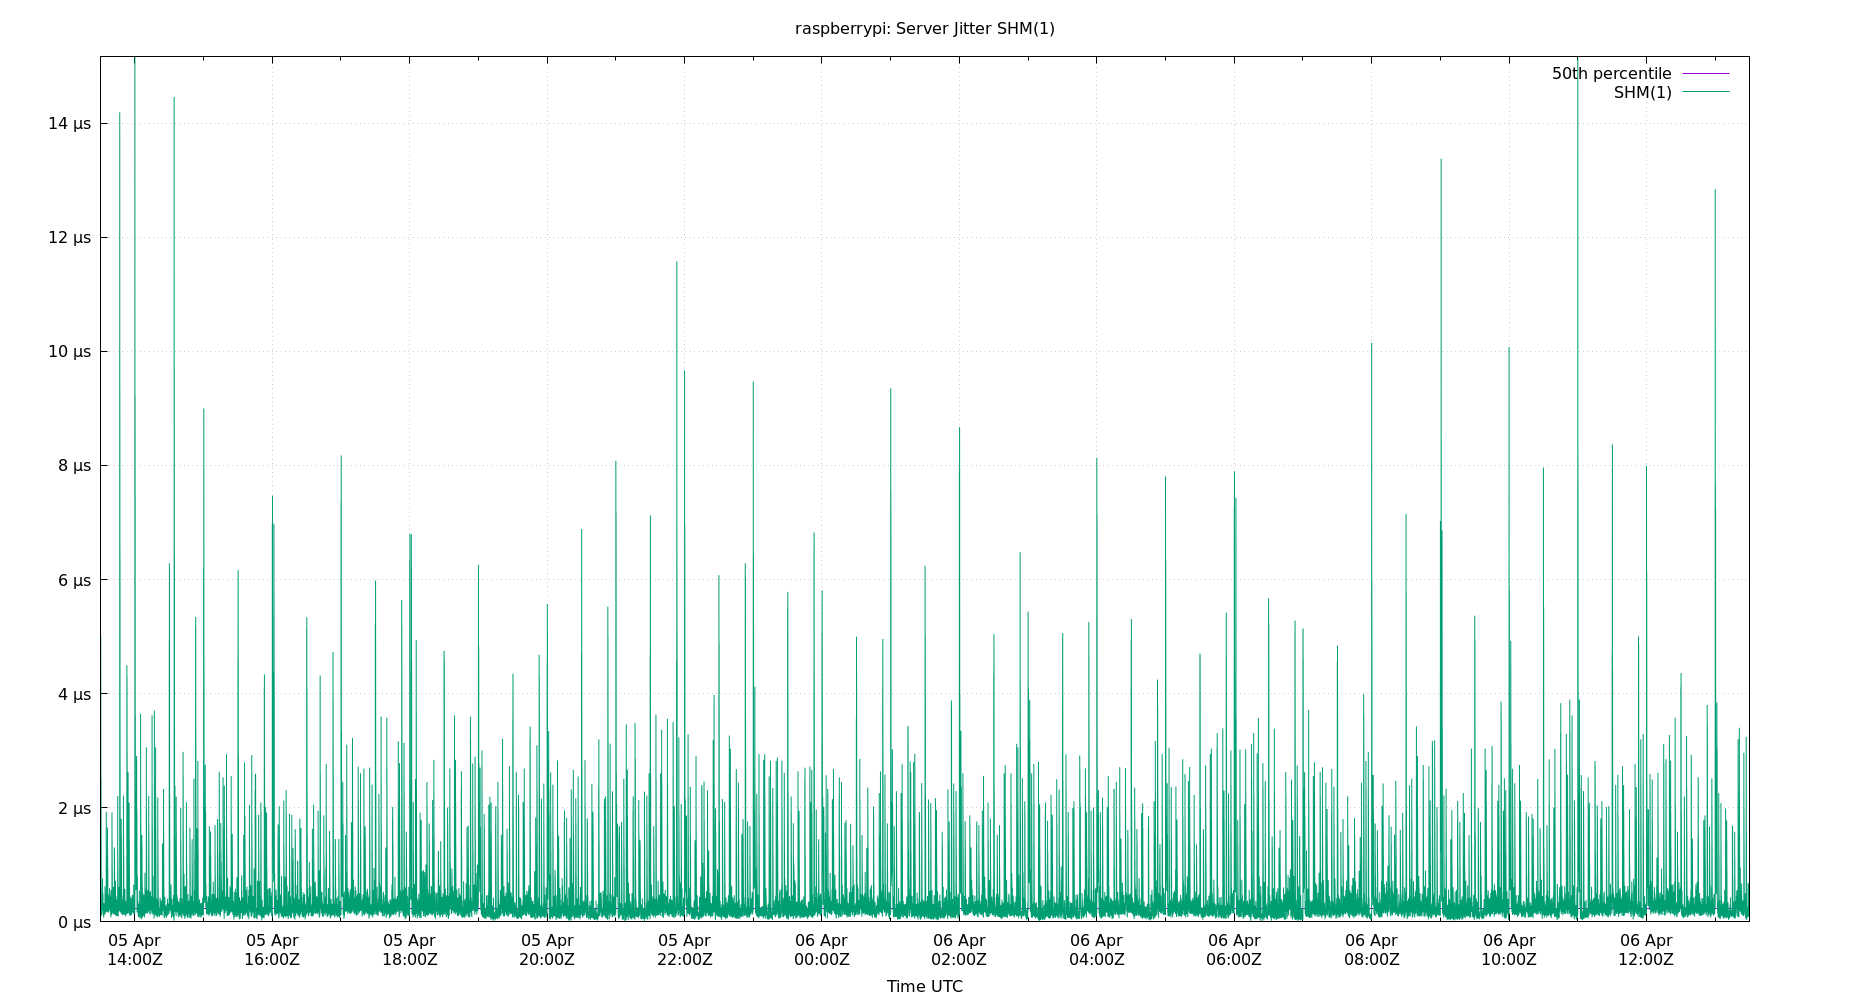 raspberrypi: Server Jitter SHM(1)
50th percentile
SHM(1)
14 µs
12 µs
10 µs
8 µs
6 µs
4 µs
2 µs
0 µs
05 Apr 05 Apr 05 Apr 05 Apr 05 Apr 06 Apr 06 Apr 06 Apr 06 Apr 06 Apr 06 Apr 06 Apr
14:00Z 16:00Z 18:00Z 20:00Z 22:00Z 00:00Z 02:00Z 04:00Z 06:00Z 08:00Z 10:00Z 12:00Z
Time UTC